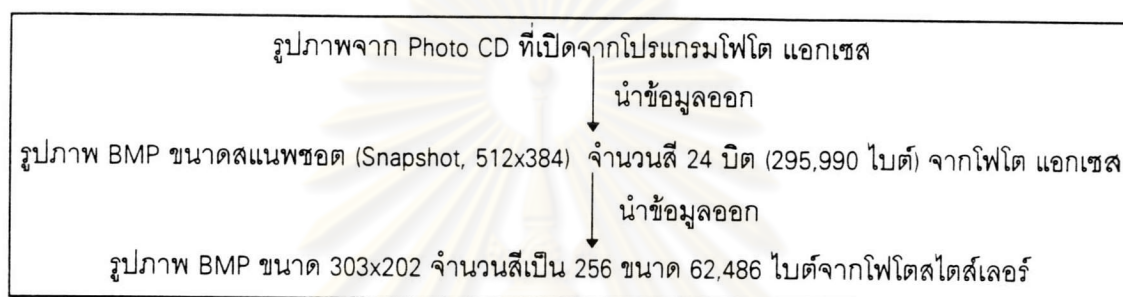 รูปภาพจาก Photo CD ที่เปิดจากโปรแกรมโฟโต แอกเซส
นำข้อมูลออก
รูปภาพ BMP ขนาดสแนพชอต (Snapshot, 512x384) จำนวนสี 24 บิต (295,990 ไบต์) จากโฟโต แอกเซส
นำข้อมูลออก
รูปภาพ BMP ขนาด 303x202 จำนวนสีเป็น 256 ขนาด 62,486 ไบต์จากโฟโตสไตส์เลอร์